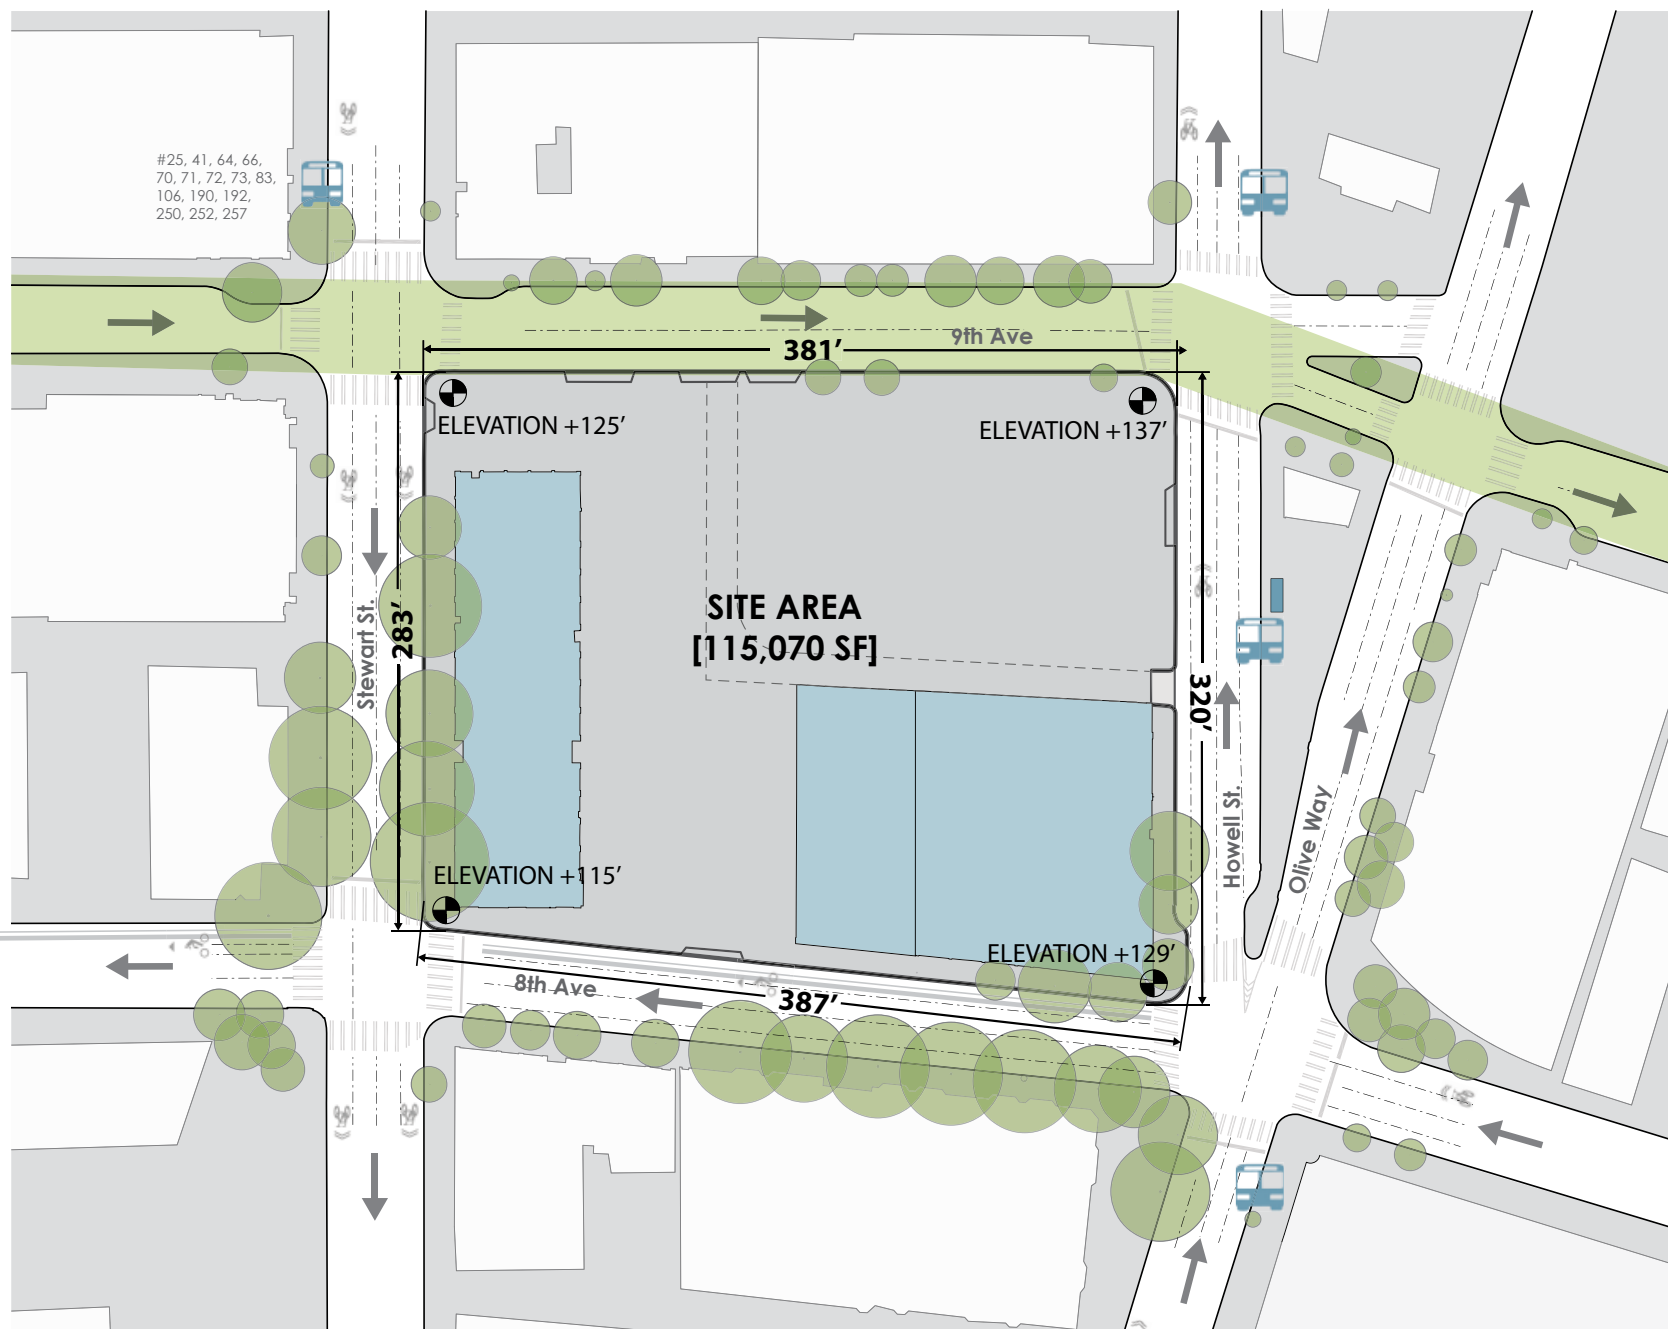 #25, 41, 64, 66,
70, 71, 72, 73, 83,
106, 190, 192,
250, 252, 257
9th Ave
381'
ELEVATION +125'
ELEVATION +137'
Stewart St.
283'
SITE AREA
[115,070 SF]
320'
Howell St.
Olive Way
ELEVATION +115'
ELEVATION +129'
8th Ave
387'